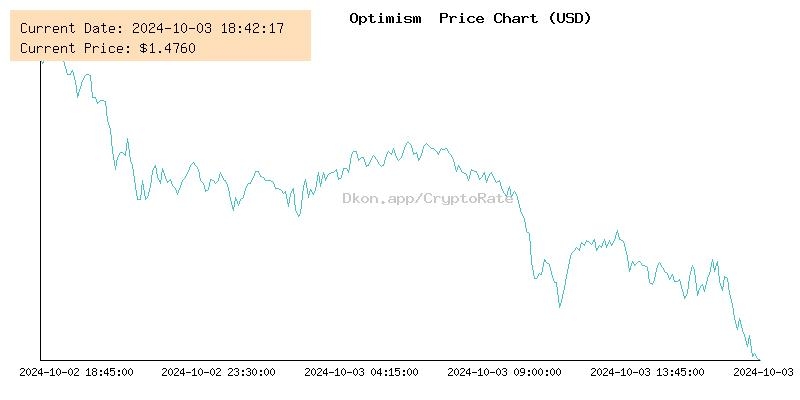 Optimism  Price Chart (USD)
Current Date: 2024-10-03 18:42:17
Current Price: $1.4760
Dkon.app/CryptoRate
2024-10-02 18:45:00 2024-10-02 23:30:00 2024-10-03 04:15:00 2024-10-03 09:00:00 2024-10-03 13:45:00 2024-10-03